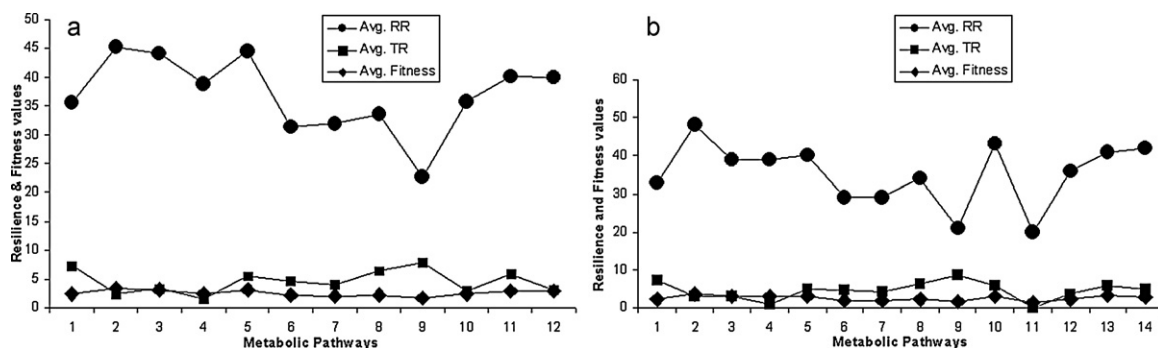 a
Avg. RR
Avg. TR
Avg. Fitness
Resilience & Fitness values
50
45
40
35
30
25
20
15
10
5
0
1 2 3 4 5 6 7 8 9 10 11 12
Metabolic Pathways
b
Avg. RR
Avg. TR
Avg. Fitness
Resilience and Fitness values
60
50
40
30
20
10
0
1 2 3 4 5 6 7 8 9 10 11 12 13 14
Metabolic Pathways